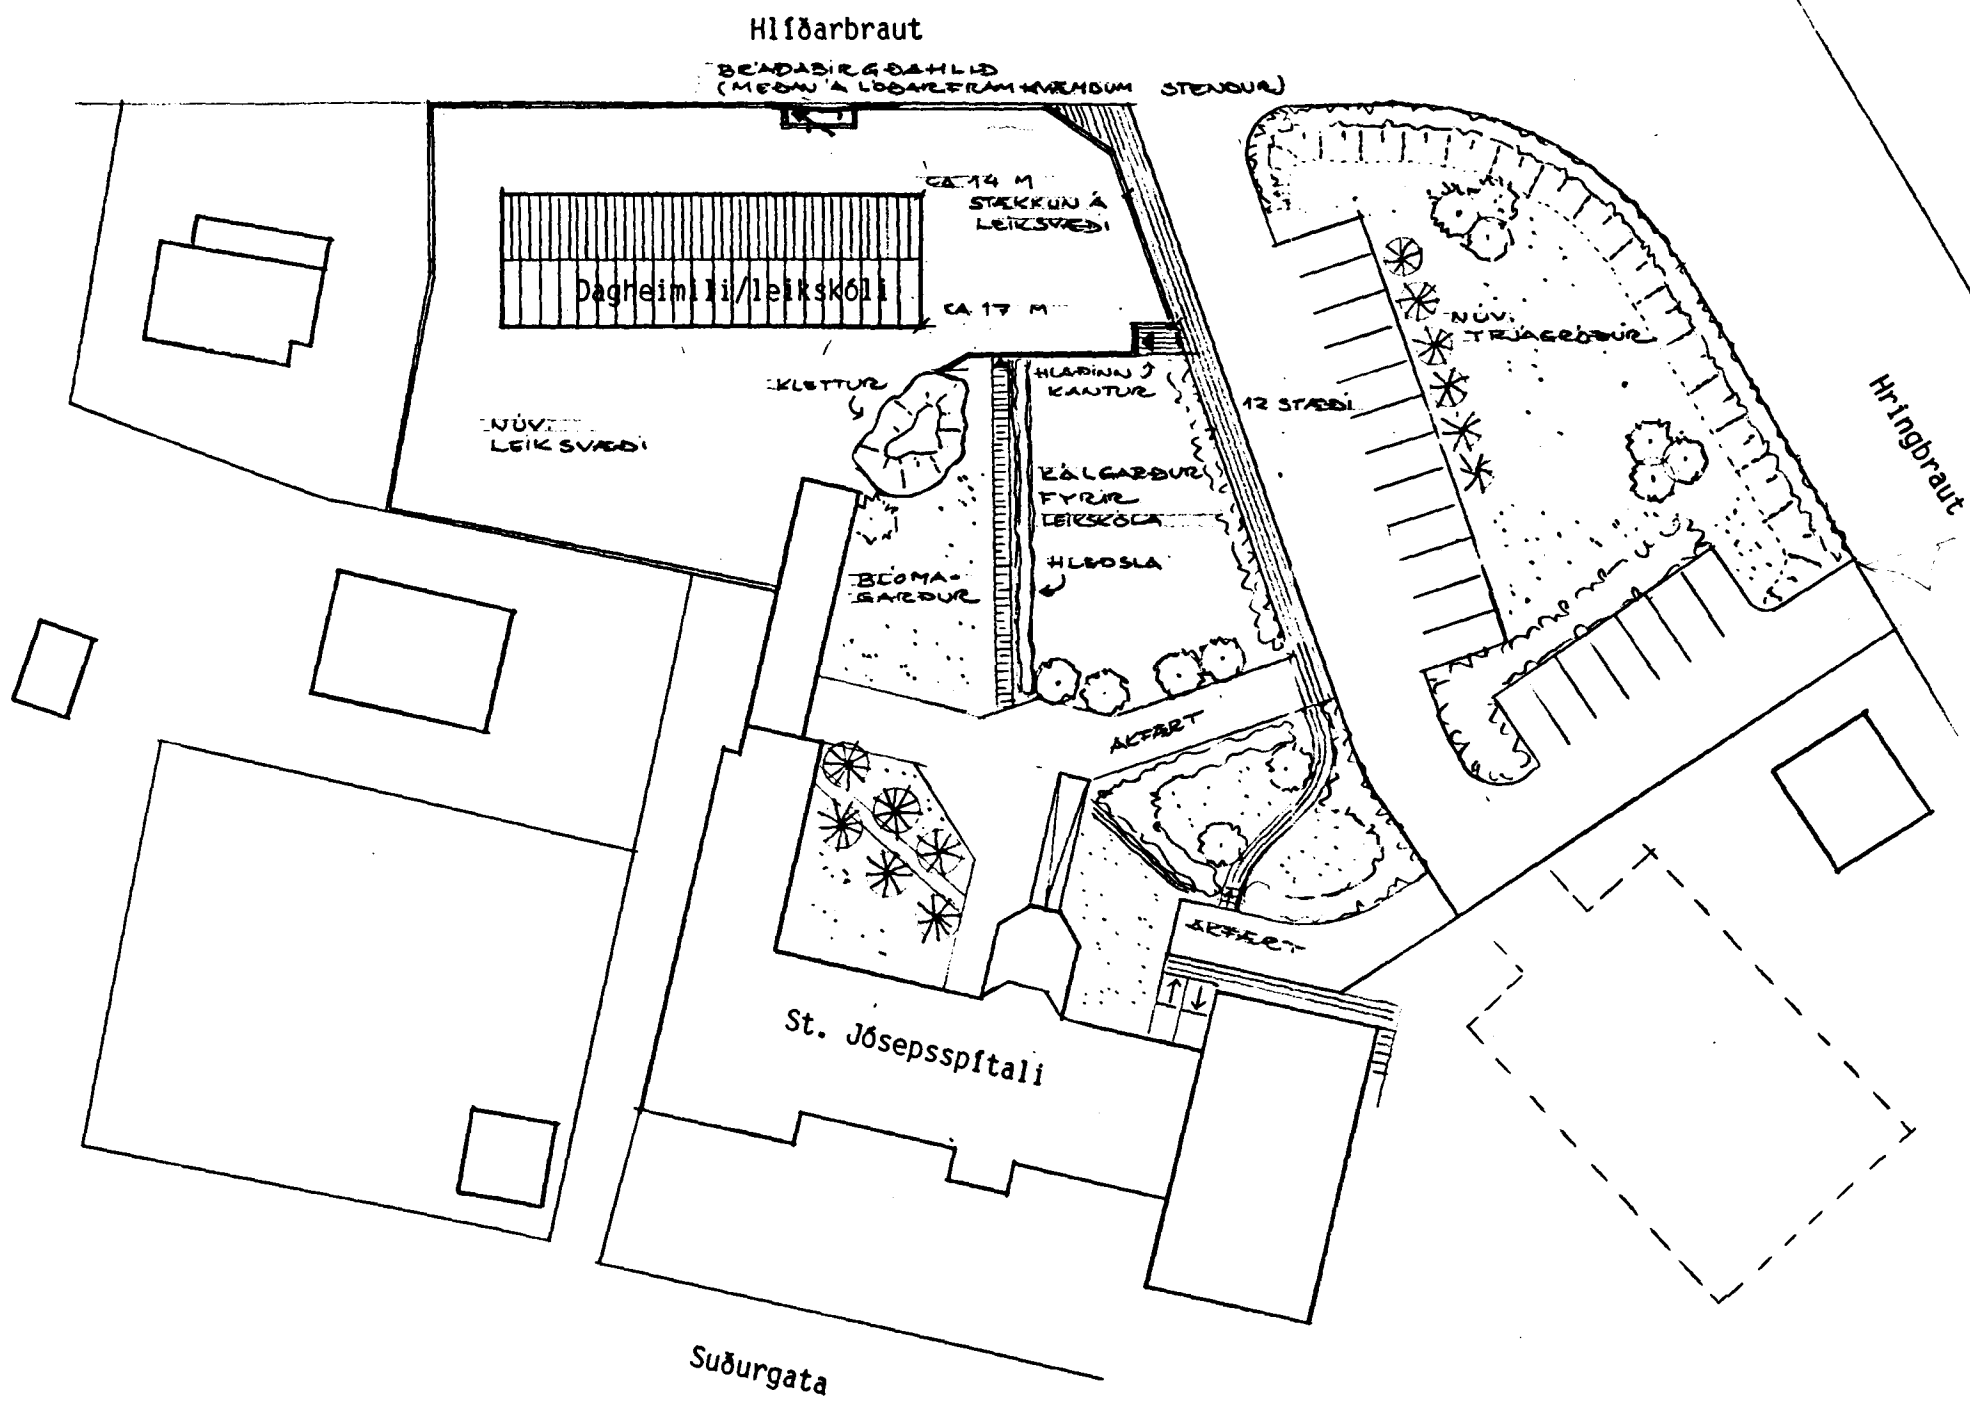 Hlíðarbraut
BRÁÐABIRGÐAHLIÐ
(MEÐAN Á LÓÐARFRAMKVÆMDUM STENDUR)
CA 14 M
STÆKKUN Á
LEIKSVÆÐI
Dagheimili/leikskóli
CA 17 M
NÚV.
TRJÁGRÓÐUR
KLETTUR
HLAÐINN
KANTUR
12 STÆÐI
Hringbraut
NÚV.
LEIKSVÆÐI
KÁLGARÐUR
FYRIR
LEIKSKÓLA
HLEÐSLA
BLÓMA-
GARÐUR
AKFÆRT
AKFÆRT
St. Jósepsspítali
Suðurgata